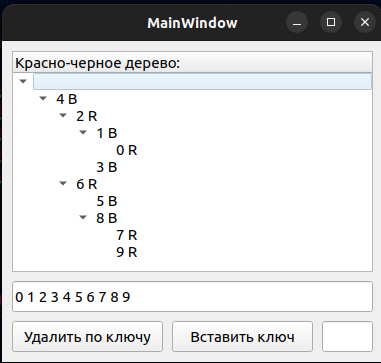 MainWindow
Красно-черное дерево:
4 B
2 R
1 B
0 R
3 B
6 R
5 B
8 B
7 R
9 R
0 1 2 3 4 5 6 7 8 9
Удалить по ключу Вставить ключ